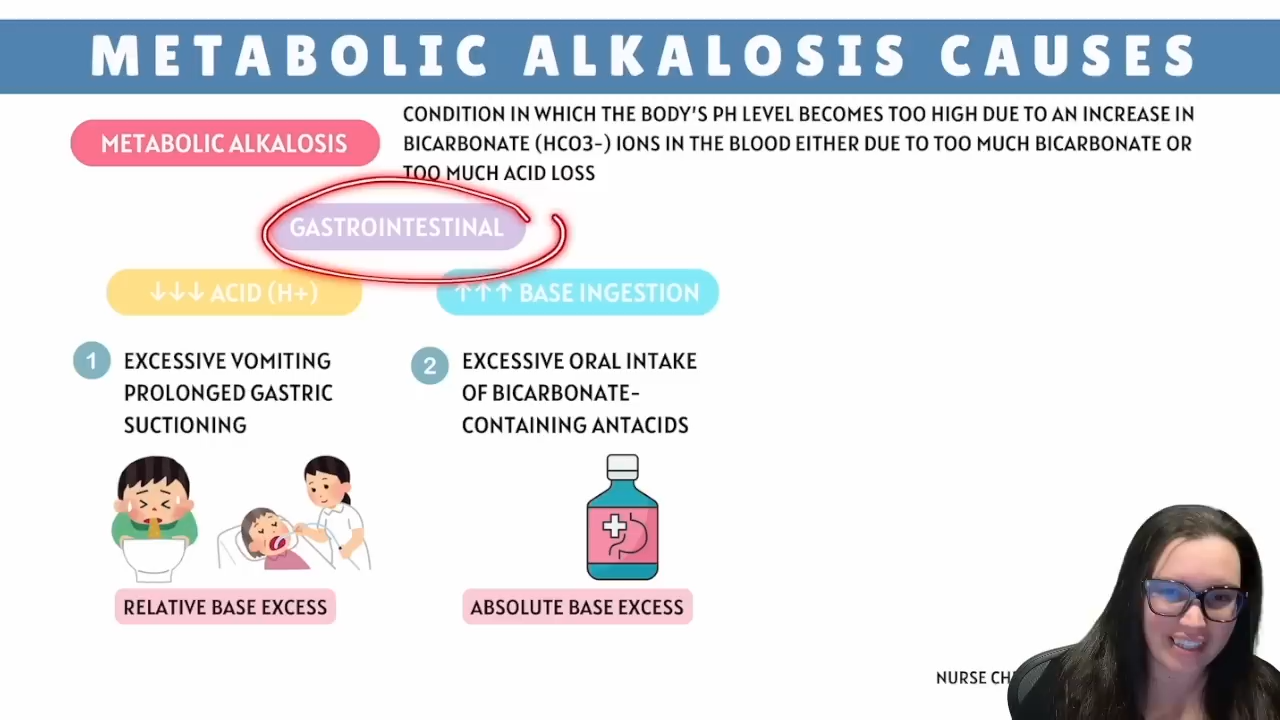 METABOLIC ALKALOSIS CAUSES
METABOLIC ALKALOSIS
CONDITION IN WHICH THE BODY'S PH LEVEL BECOMES TOO HIGH DUE TO AN INCREASE IN
BICARBONATE (HCO3-) IONS IN THE BLOOD EITHER DUE TO TOO MUCH BICARBONATE OR
TOO MUCH ACID LOSS
GASTROINTESTINAL
↓↓↓ ACID (H+)
↑↑↑ BASE INGESTION
1
EXCESSIVE VOMITING
PROLONGED GASTRIC
SUCTIONING
2
EXCESSIVE ORAL INTAKE
OF BICARBONATE-
CONTAINING ANTACIDS
RELATIVE BASE EXCESS
ABSOLUTE BASE EXCESS
NURSE